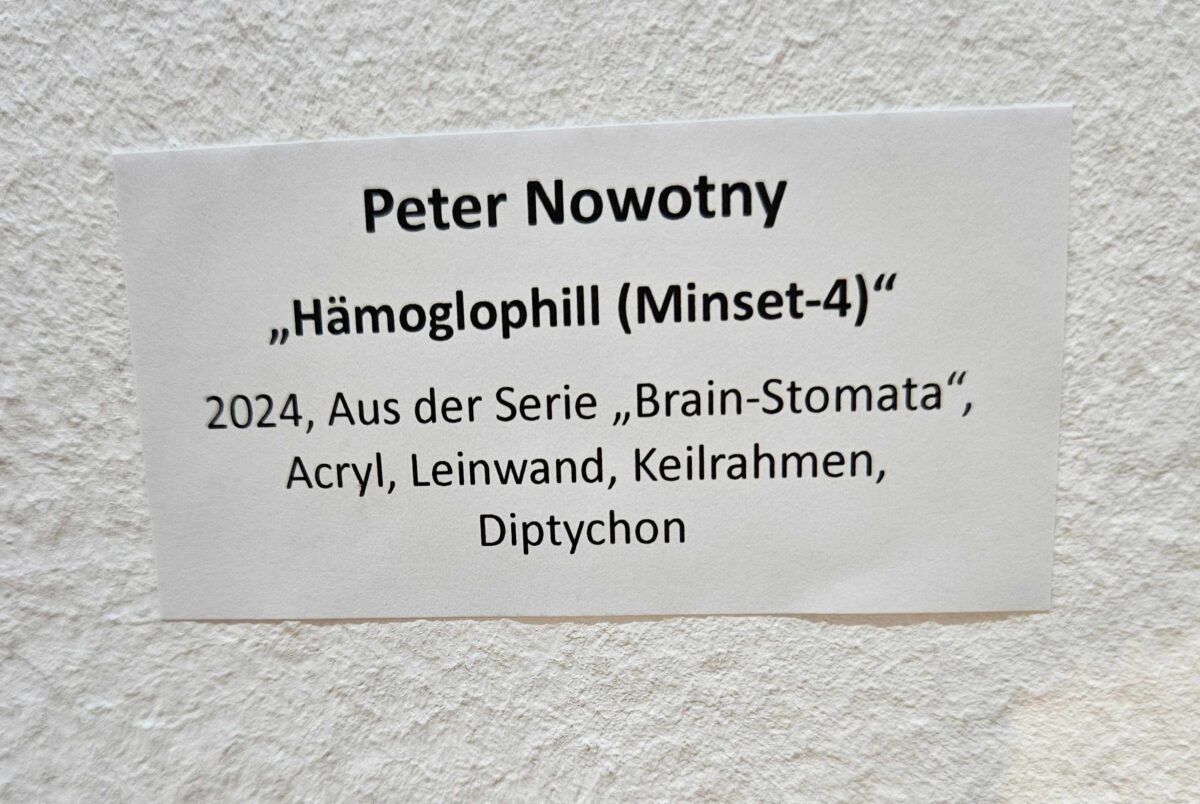 Peter Nowotny
„Hämoglophill (Minset-4)“
2024, Aus der Serie „Brain-Stomata“,
Acryl, Leinwand, Keilrahmen,
Diptychon